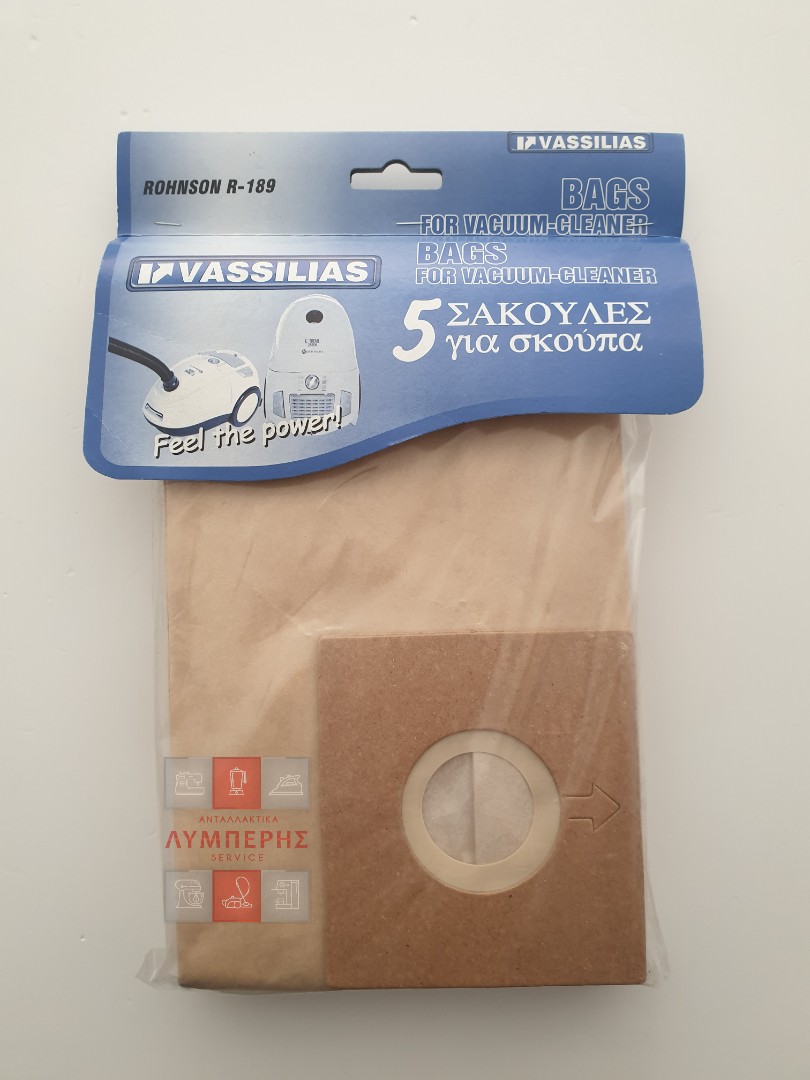 VASSILIAS
ROHNSON R-189
BAGS
FOR VACUUM-CLEANER
BAGS
FOR VACUUM-CLEANER
VASSILIAS
5 ΣΑΚΟΥΛΕΣ
για σκούπα
Feel the power!
ΑΝΤΑΛΛΑΚΤΙΚΑ
ΛΥΜΠΕΡΗΣ
SERVICE